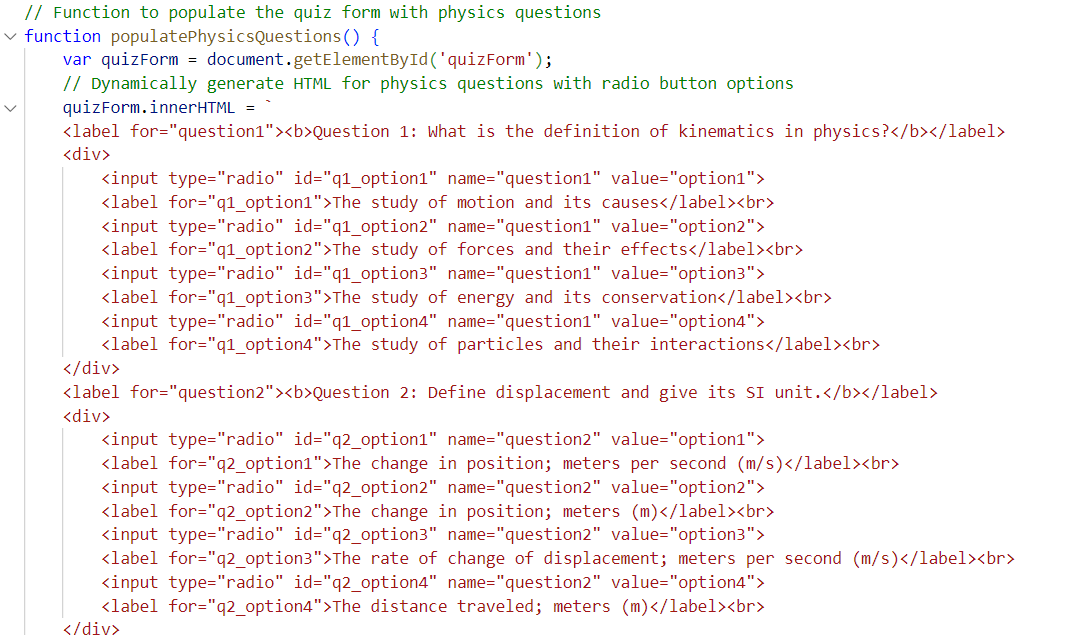 // Function to populate the quiz form with physics questions
function populatePhysicsQuestions() {
var quizForm = document.getElementById('quizForm');
// Dynamically generate HTML for physics questions with radio button options
quizForm.innerHTML = `
<label for="question1"><b>Question 1: What is the definition of kinematics in physics?</b></label>
<div>
<input type="radio" id="q1_option1" name="question1" value="option1">
<label for="q1_option1">The study of motion and its causes</label><br>
<input type="radio" id="q1_option2" name="question1" value="option2">
<label for="q1_option2">The study of forces and their effects</label><br>
<input type="radio" id="q1_option3" name="question1" value="option3">
<label for="q1_option3">The study of energy and its conservation</label><br>
<input type="radio" id="q1_option4" name="question1" value="option4">
<label for="q1_option4">The study of particles and their interactions</label><br>
</div>
<label for="question2"><b>Question 2: Define displacement and give its SI unit.</b></label>
<div>
<input type="radio" id="q2_option1" name="question2" value="option1">
<label for="q2_option1">The change in position; meters per second (m/s)</label><br>
<input type="radio" id="q2_option2" name="question2" value="option2">
<label for="q2_option2">The change in position; meters (m)</label><br>
<input type="radio" id="q2_option3" name="question2" value="option3">
<label for="q2_option3">The rate of change of displacement; meters per second (m/s)</label><br>
<input type="radio" id="q2_option4" name="question2" value="option4">
<label for="q2_option4">The distance traveled; meters (m)</label><br>
</div>